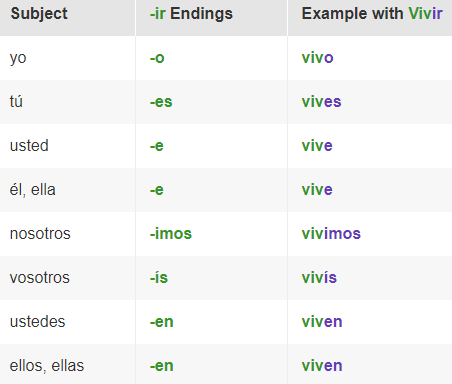 Subject -ir Endings Example with Vivir
yo -o vivo
tú -es vives
usted -e vive
él, ella -e vive
nosotros -imos vivimos
vosotros -ís vivís
ustedes -en viven
ellos, ellas -en viven